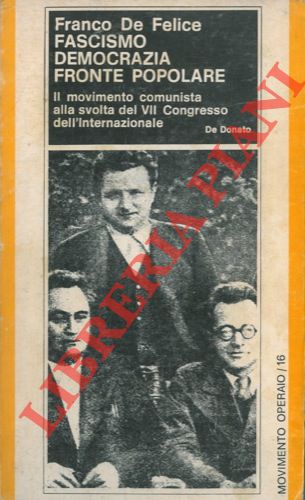 Franco De Felice
FASCISMO
DEMOCRAZIA
FRONTE POPOLARE
Il movimento comunista
alla svolta del VII Congresso
dell'Internazionale
De Donato
LIBRERIA PIANI
MOVIMENTO OPERAIO / 16